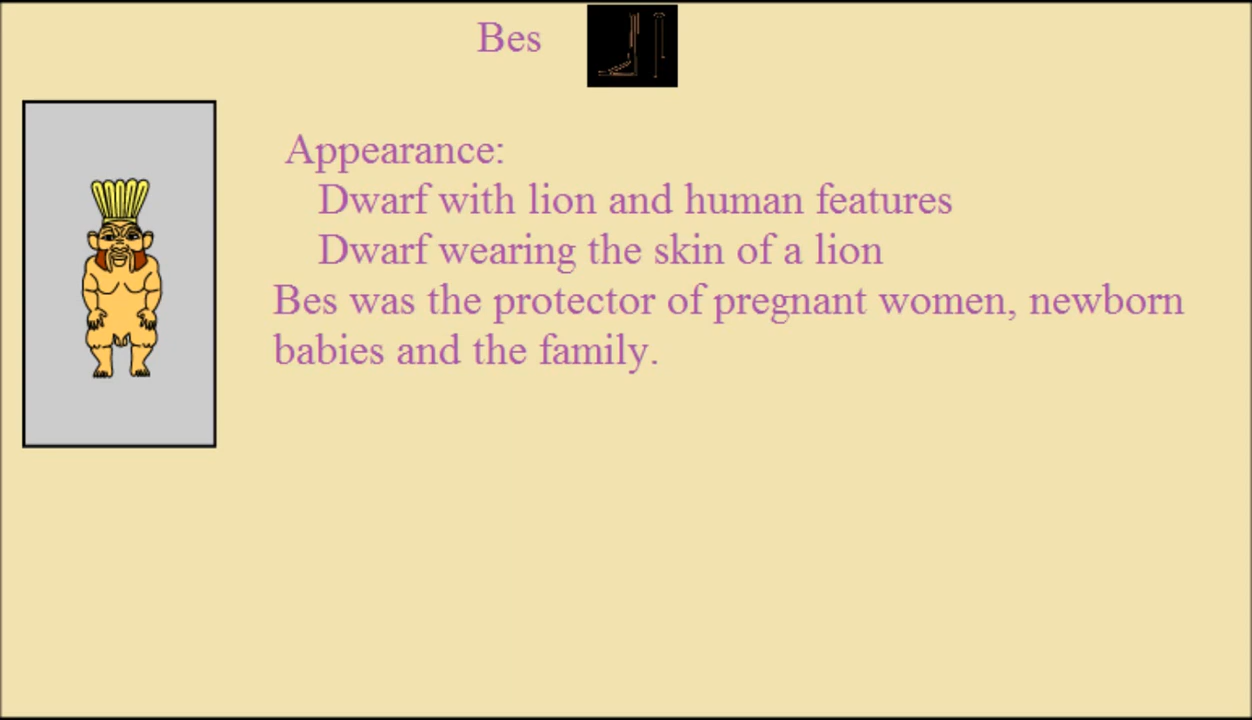 Bes
Appearance:
Dwarf with lion and human features
Dwarf wearing the skin of a lion
Bes was the protector of pregnant women, newborn
babies and the family.